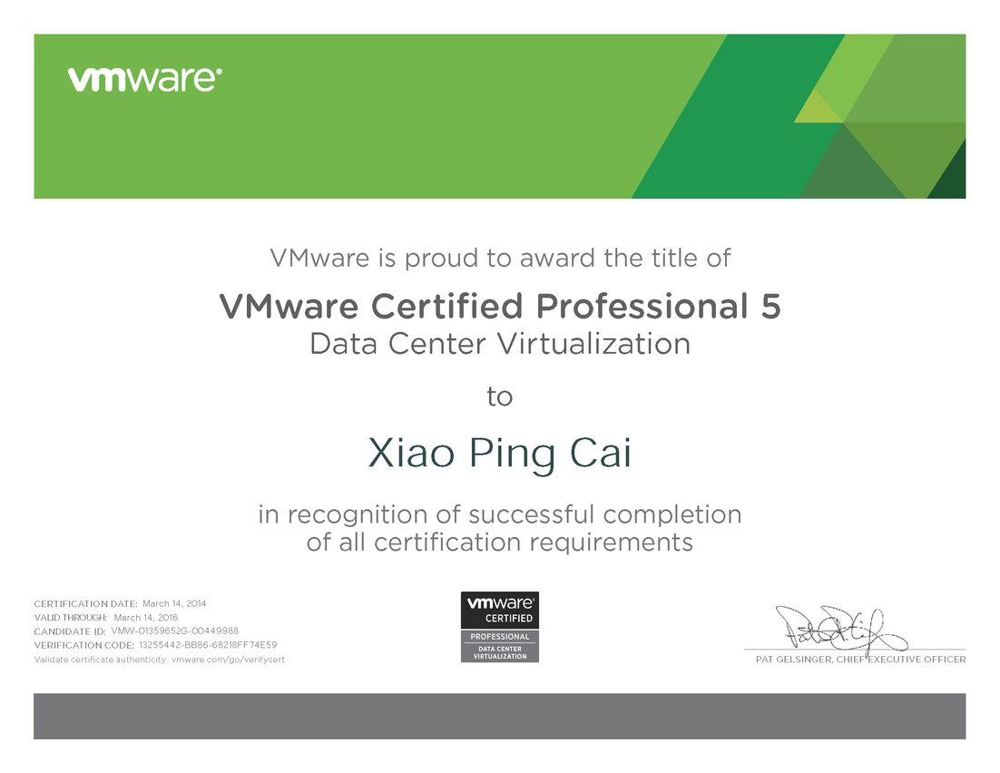 vmware®
VMware is proud to award the title of
VMware Certified Professional 5
Data Center Virtualization
to
Xiao Ping Cai
in recognition of successful completion
of all certification requirements
CERTIFICATION DATE: March 14, 2014
VALID THROUGH: March 14, 2016
CANDIDATE ID: VMW-01359652G-00449988
VERIFICATION CODE: 13255442-BB86-68218FF74E59
Validate certificate authenticity: vmware.com/go/verifycert
vmware®
CERTIFIED
PROFESSIONAL
DATA CENTER
VIRTUALIZATION
PAT GELSINGER, CHIEF EXECUTIVE OFFICER